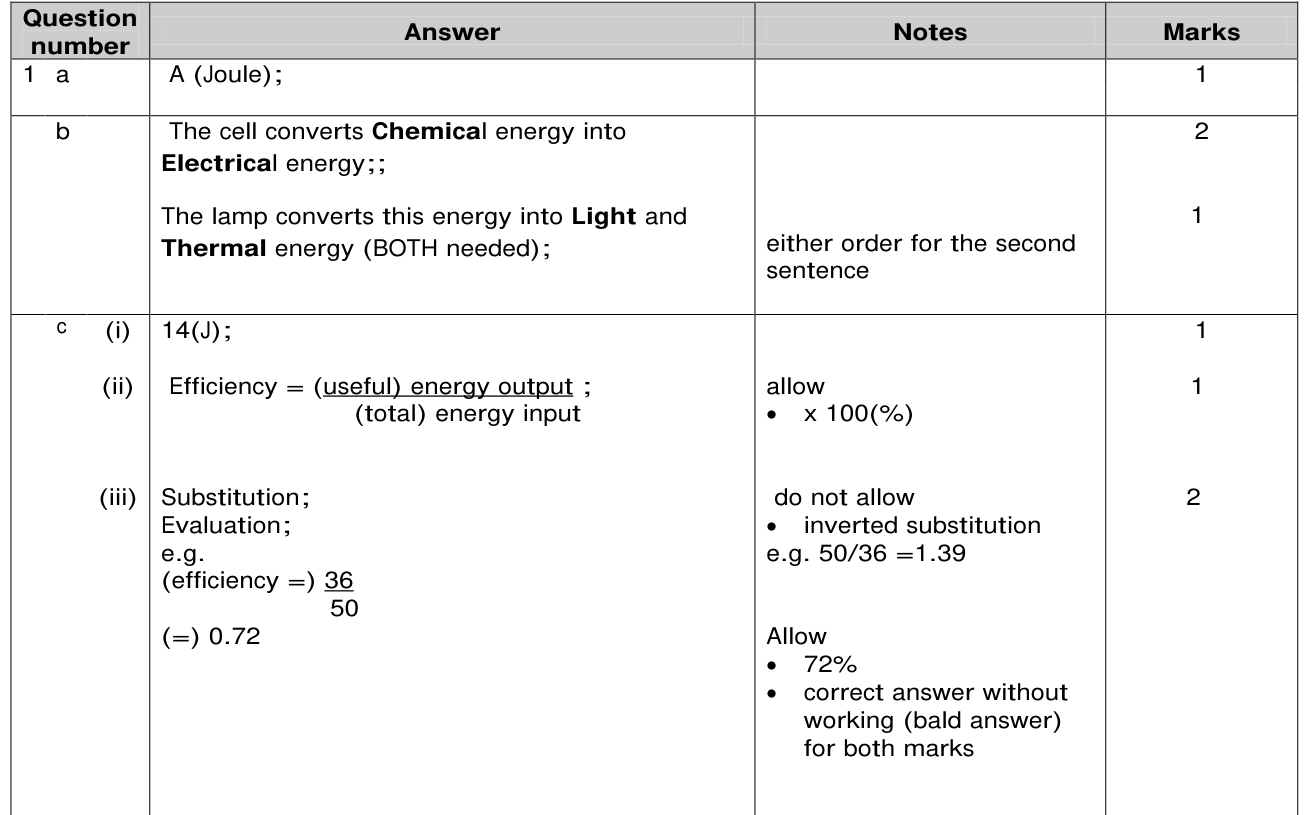 Question number Answer Notes Marks
1 a A (Joule); 1
b The cell converts Chemical energy into 2
Electrical energy;;
The lamp converts this energy into Light and 1
Thermal energy (BOTH needed); either order for the second
sentence
c (i) 14(J); 1
(ii) Efficiency = (useful) energy output ; allow 1
(total) energy input • x 100(%)
(iii) Substitution; do not allow 2
Evaluation; • inverted substitution
e.g. e.g. 50/36 =1.39
(efficiency =) 36
50
(=) 0.72 Allow
• 72%
• correct answer without
working (bald answer)
for both marks